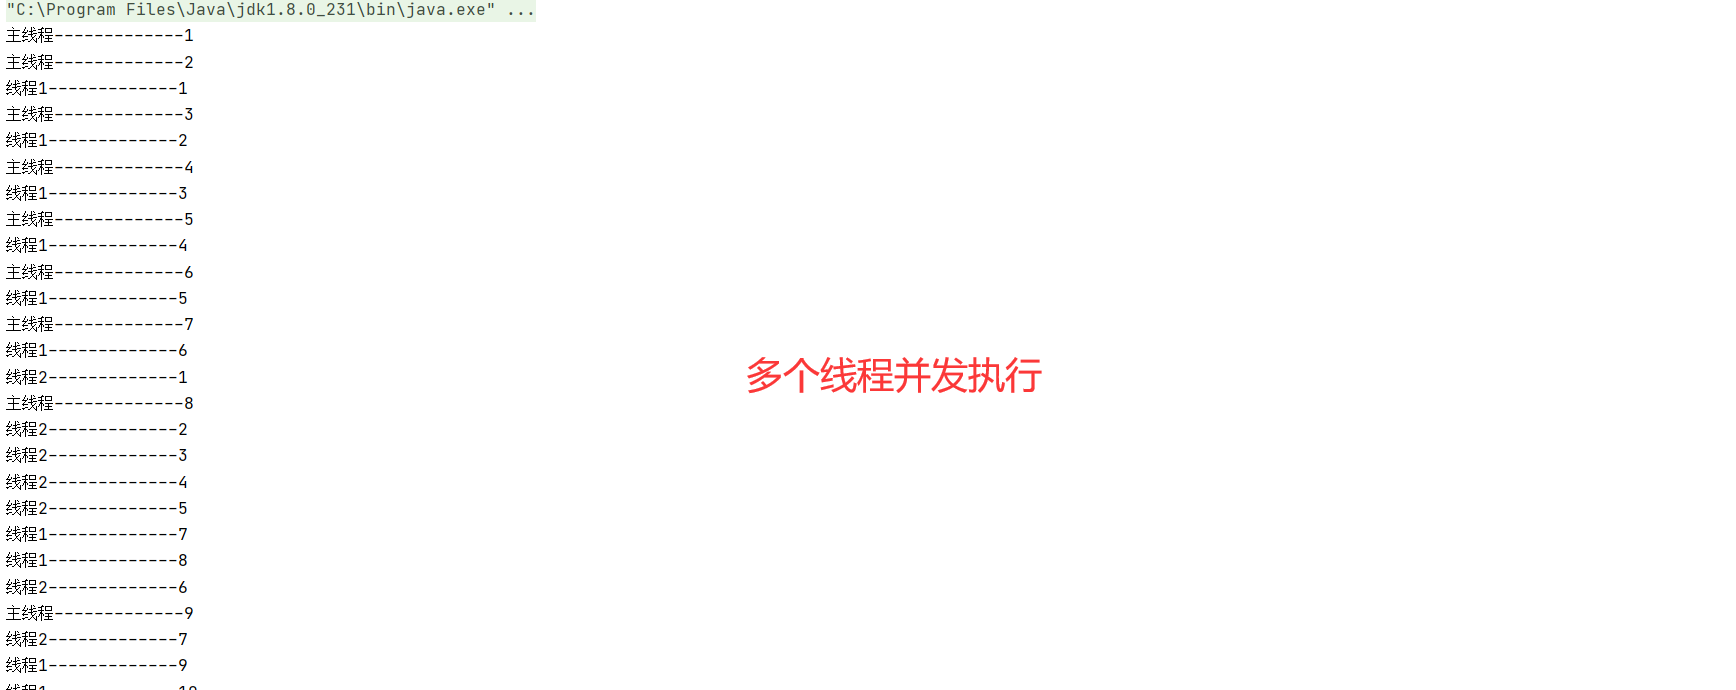 "C:\Program Files\Java\jdk1.8.0_231\bin\java.exe" ...
主线程-------------1
主线程-------------2
线程1-------------1
主线程-------------3
线程1-------------2
主线程-------------4
线程1-------------3
主线程-------------5
线程1-------------4
主线程-------------6
线程1-------------5
主线程-------------7
线程1-------------6
线程2-------------1
主线程-------------8
线程2-------------2
线程2-------------3
线程2-------------4
线程2-------------5
线程1-------------7
线程1-------------8
线程2-------------6
主线程-------------9
线程2-------------7
线程1-------------9
线程1-------------10
多个线程并发执行